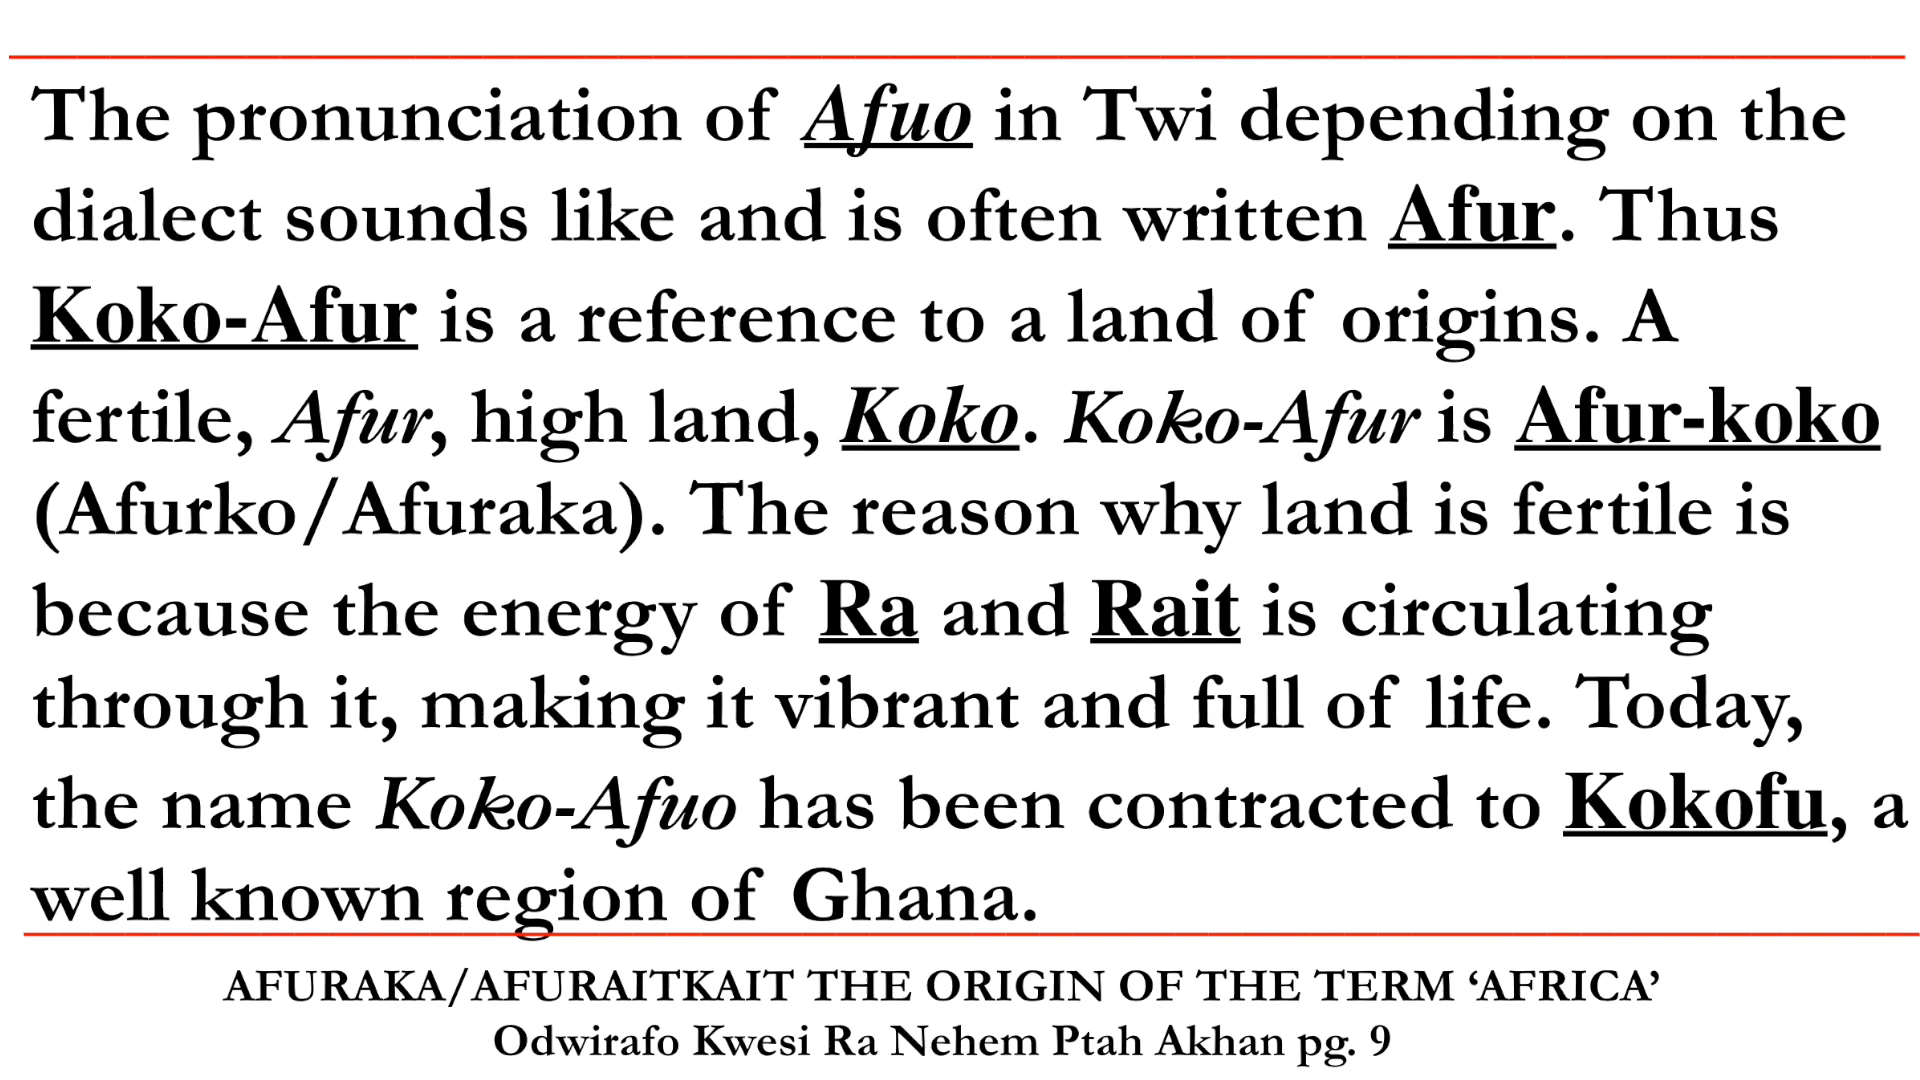 The pronunciation of Afuo in Twi depending on the
dialect sounds like and is often written Afur. Thus
Koko-Afur is a reference to a land of origins. A
fertile, Afur, high land, Koko. Koko-Afur is Afur-koko
(Afurko/Afuraka). The reason why land is fertile is
because the energy of Ra and Rait is circulating
through it, making it vibrant and full of life. Today,
the name Koko-Afuo has been contracted to Kokofu, a
well known region of Ghana.
AFURAKA/AFURAITKAIT THE ORIGIN OF THE TERM ‘AFRICA’
Odwirafo Kwesi Ra Nehem Ptah Akhan pg. 9